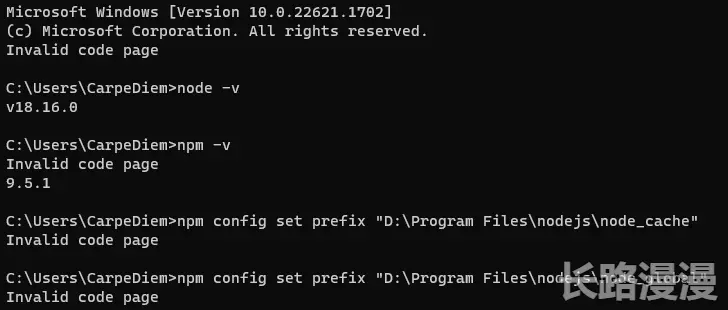 Microsoft Windows [Version 10.0.22621.1702]
(c) Microsoft Corporation. All rights reserved.
Invalid code page
C:\Users\CarpeDiem>node -v
v18.16.0
C:\Users\CarpeDiem>npm -v
Invalid code page
9.5.1
C:\Users\CarpeDiem>npm config set prefix "D:\Program Files\nodejs\node_cache"
Invalid code page
C:\Users\CarpeDiem>npm config set prefix "D:\Program Files\nodejs\node_global"
Invalid code page
长路漫漫